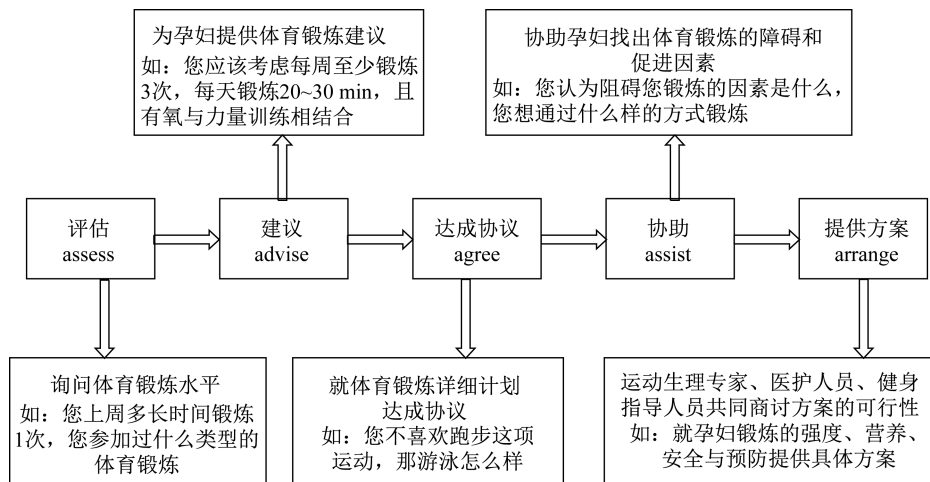 为孕妇提供体育锻炼建议
如：您应该考虑每周至少锻炼
3次，每天锻炼20~30 min，且
有氧与力量训练相结合
协助孕妇找出体育锻炼的障碍和
促进因素
如：您认为阻碍您锻炼的因素是什么，
您想通过什么样的方式锻炼
评估
assess
建议
advise
达成协议
agree
协助
assist
提供方案
arrange
询问体育锻炼水平
如：您上周多长时间锻炼
1次，您参加过什么类型的
体育锻炼
就体育锻炼详细计划
达成协议
如：您不喜欢跑步这项
运动，那游泳怎么样
运动生理专家、医护人员、健身
指导人员共同商讨方案的可行性
如：就孕妇锻炼的强度、营养、
安全与预防提供具体方案